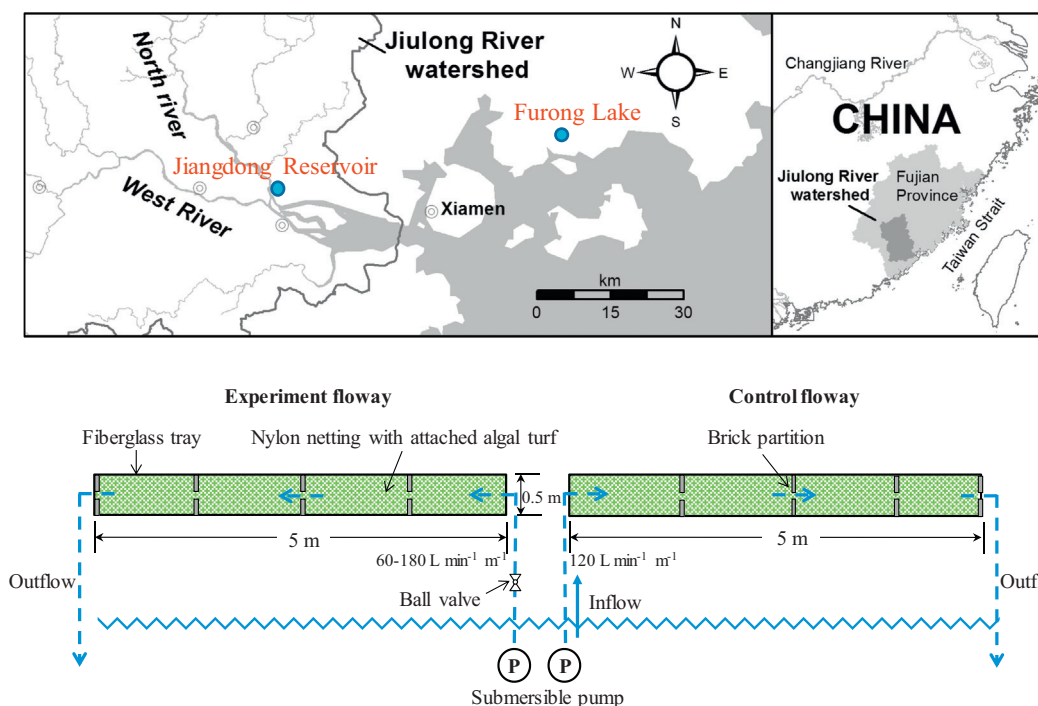 North river
Jiulong River
watershed
N
W
E
S
Furong Lake
Jiangdong Reservoir
West River
Xiamen
km
0
15
30
Changjiang River
CHINA
Jiulong River
watershed
Fujian
Province
Taiwan Strait
Experiment floway
Control floway
Fiberglass tray
Nylon netting with attached algal turf
Brick partition
0.5 m
5 m
5 m
60-180 L min⁻¹ m⁻¹
120 L min⁻¹ m⁻¹
Outflow
Ball valve
Inflow
Outf
P
P
Submersible pump